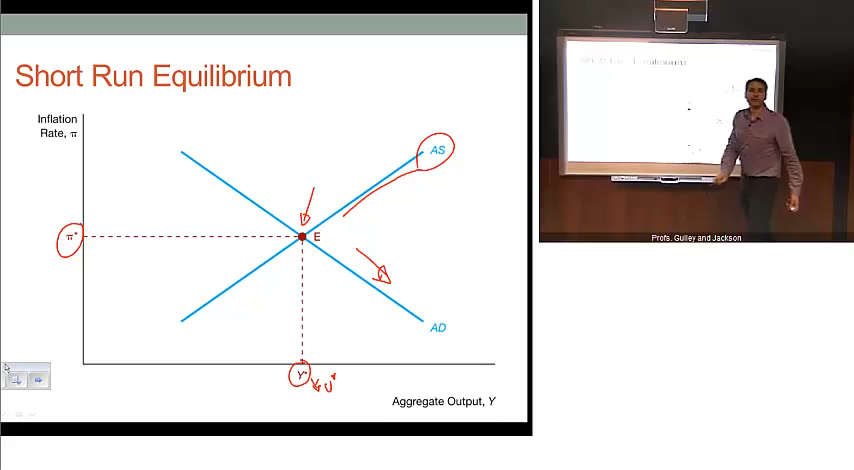 Short Run Equilibrium
Inflation
Rate, π
AS
π*
E
AD
Y*
U*
Aggregate Output, Y
Profs. Gulley and Jackson